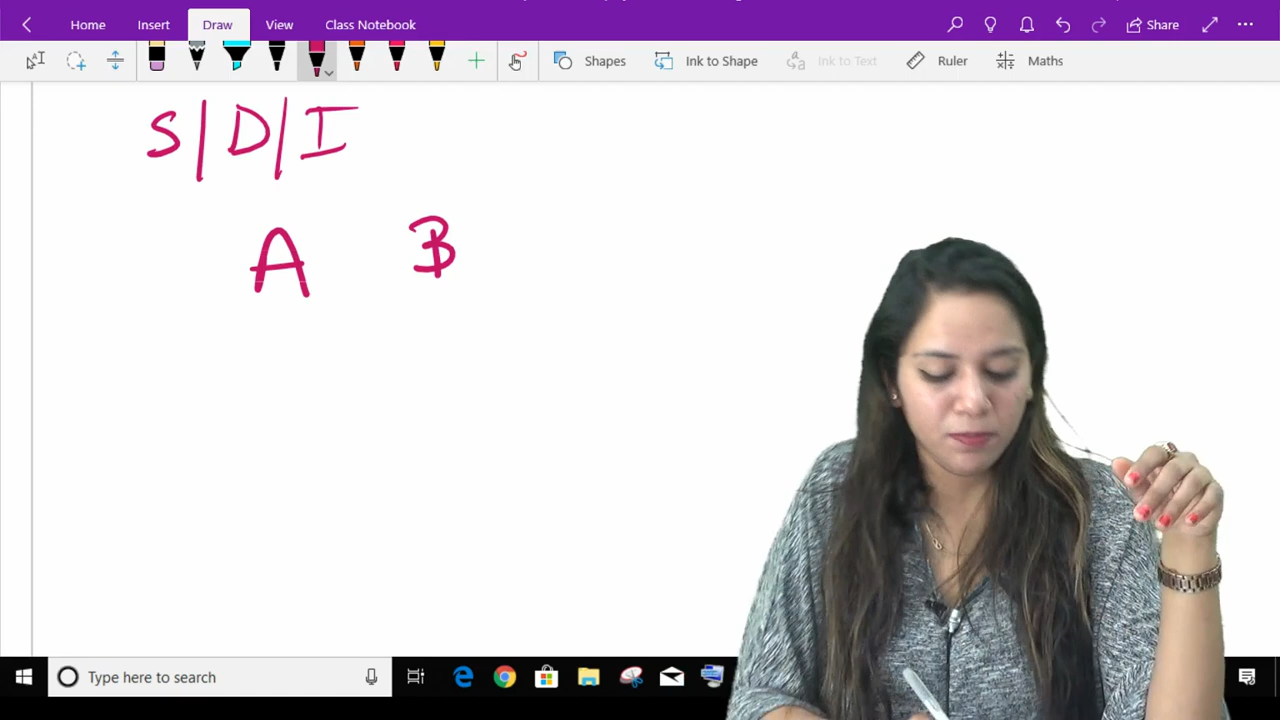 Home Insert Draw View Class Notebook Share
Shapes Ink to Shape Ink to Text Ruler Maths
S/D/I
A B
Type here to search